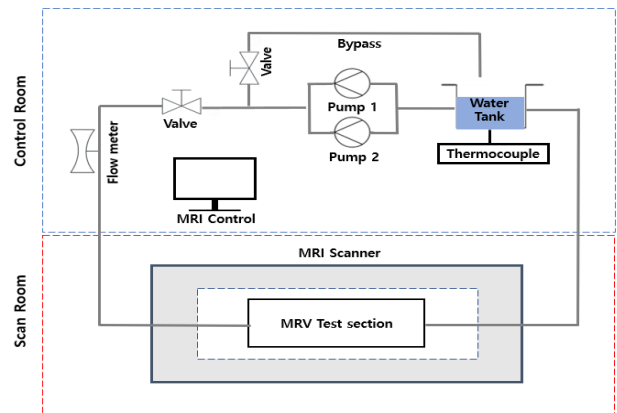 Bypass
Valve
Pump 1
Water
Tank
Valve
Pump 2
Thermocouple
Flow meter
Control Room
MRI Control
MRI Scanner
MRV Test section
Scan Room